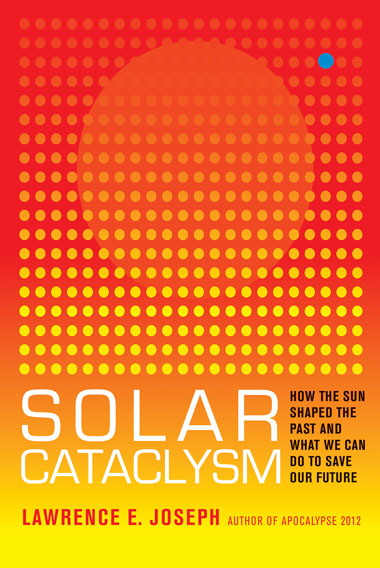 SOLAR
CATACLYSM
HOW THE SUN
SHAPED THE
PAST AND
WHAT WE CAN
DO TO SAVE
OUR FUTURE
LAWRENCE E. JOSEPH AUTHOR OF APOCALYPSE 2012